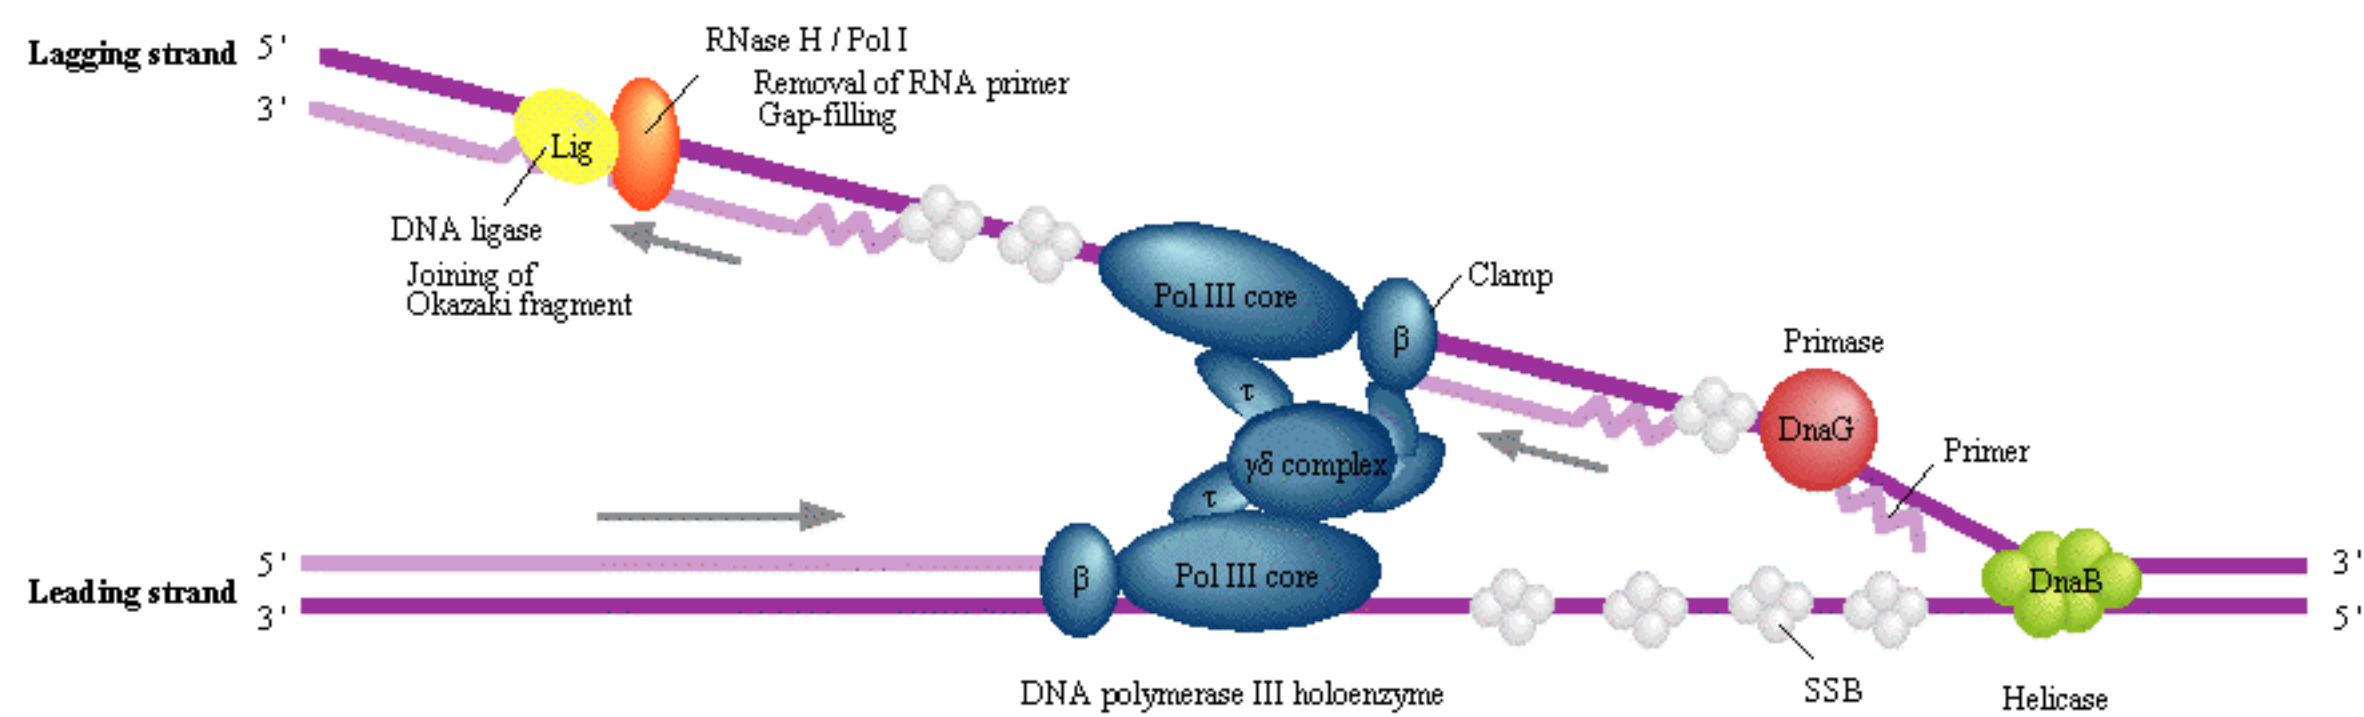 Lagging strand
5'
3'
RNase H / Pol I
Removal of RNA primer
Gap-filling
Lig
DNA ligase
Joining of
Okazaki fragment
Pol III core
β
Clamp
Primase
DnaG
Primer
τ
γδ complex
τ
Leading strand
5'
3'
β
Pol III core
DnaB
3'
5'
DNA polymerase III holoenzyme
SSB
Helicase